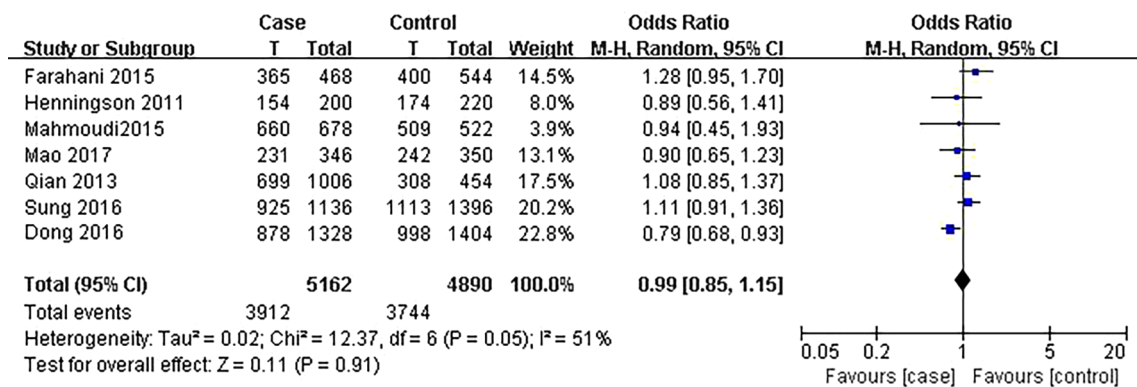 Case Control Odds Ratio Odds Ratio
Study or Subgroup T Total T Total Weight M-H, Random, 95% CI M-H, Random, 95% CI
Farahani 2015 365 468 400 544 14.5% 1.28 [0.95, 1.70]
Henningson 2011 154 200 174 220 8.0% 0.89 [0.56, 1.41]
Mahmoudi2015 660 678 509 522 3.9% 0.94 [0.45, 1.93]
Mao 2017 231 346 242 350 13.1% 0.90 [0.65, 1.23]
Qian 2013 699 1006 308 454 17.5% 1.08 [0.85, 1.37]
Sung 2016 925 1136 1113 1396 20.2% 1.11 [0.91, 1.36]
Dong 2016 878 1328 998 1404 22.8% 0.79 [0.68, 0.93]
Total (95% CI) 5162 4890 100.0% 0.99 [0.85, 1.15]
Total events 3912 3744
Heterogeneity: Tau² = 0.02; Chi² = 12.37, df = 6 (P = 0.05); I² = 51%
Test for overall effect: Z = 0.11 (P = 0.91)
0.05 0.2 1 5 20
Favours [case] Favours [control]